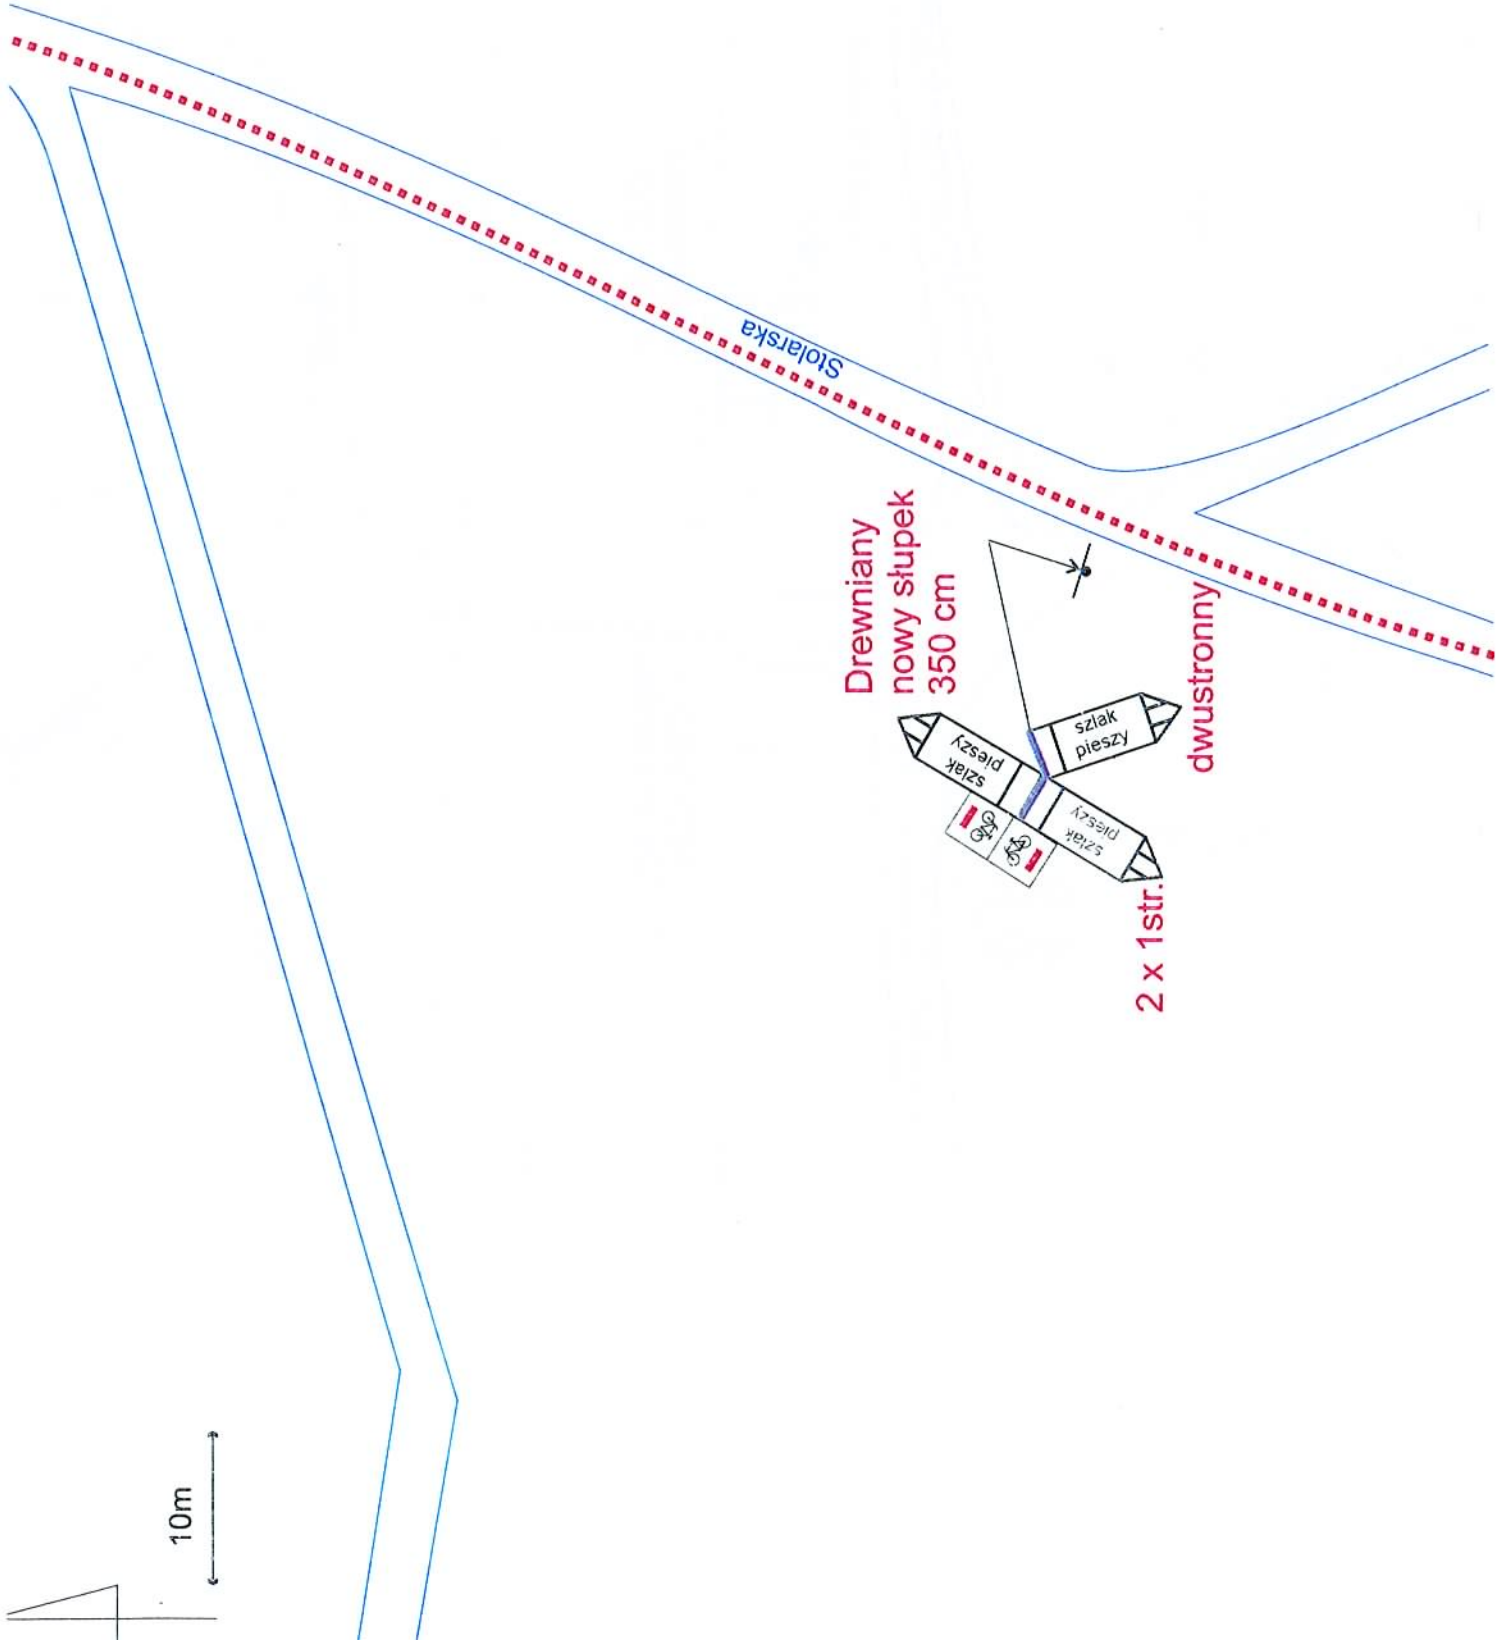 Stolarska
Drewniany
nowy słupek
350 cm
szlak
pieszy
szlak
pieszy
szlak
pieszy
dwustronny
2 x 1str.
10m